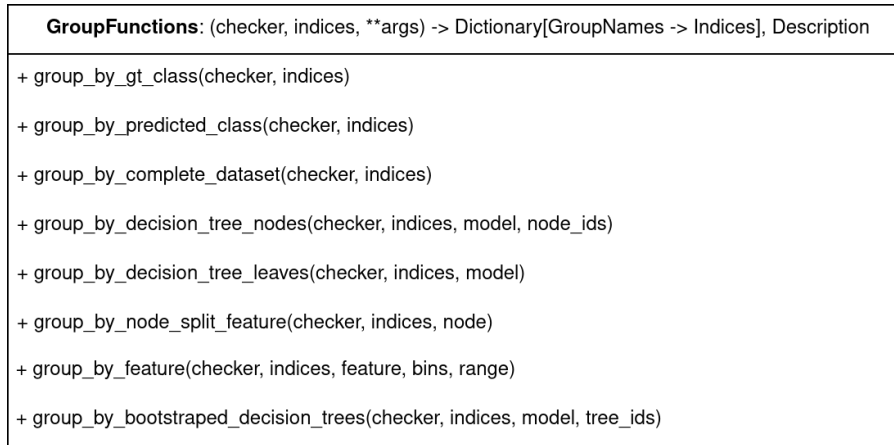 GroupFunctions: (checker, indices, **args) -> Dictionary[GroupNames -> Indices], Description
+ group_by_gt_class(checker, indices)
+ group_by_predicted_class(checker, indices)
+ group_by_complete_dataset(checker, indices)
+ group_by_decision_tree_nodes(checker, indices, model, node_ids)
+ group_by_decision_tree_leaves(checker, indices, model)
+ group_by_node_split_feature(checker, indices, node)
+ group_by_feature(checker, indices, feature, bins, range)
+ group_by_bootstraped_decision_trees(checker, indices, model, tree_ids)